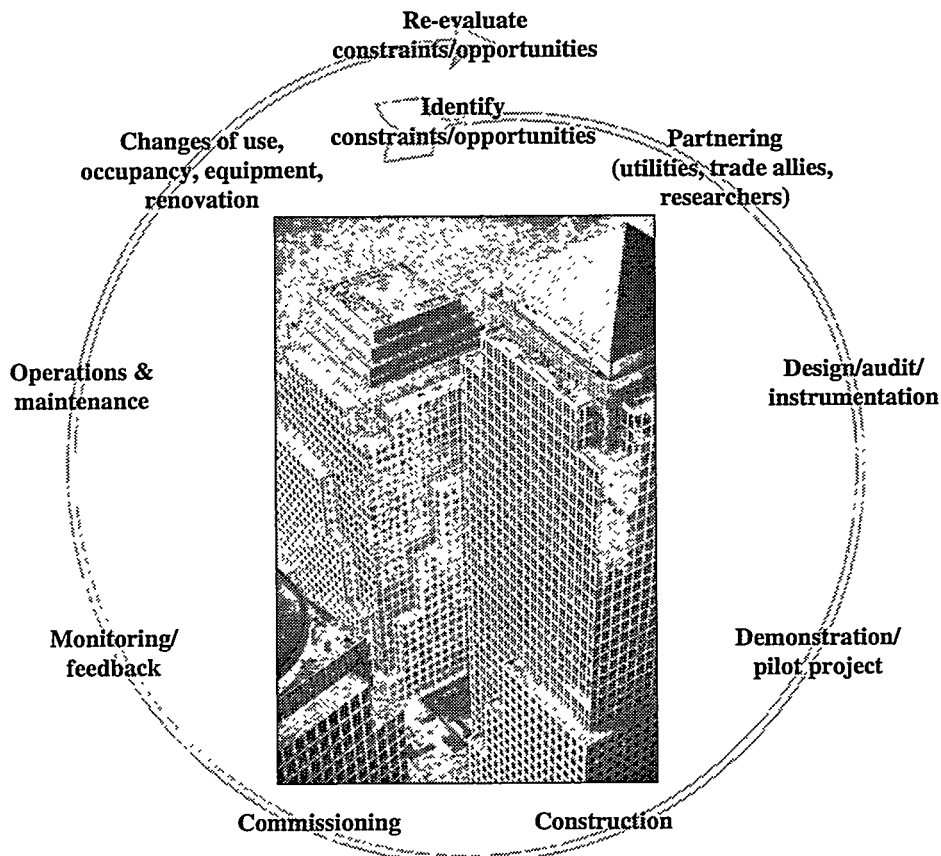 Re-evaluate
constraints/opportunities
Identify
constraints/opportunities
Partnering
(utilities, trade allies,
researchers)
Design/audit/
instrumentation
Demonstration/
pilot project
Construction
Commissioning
Monitoring/
feedback
Operations &
maintenance
Changes of use,
occupancy, equipment,
renovation